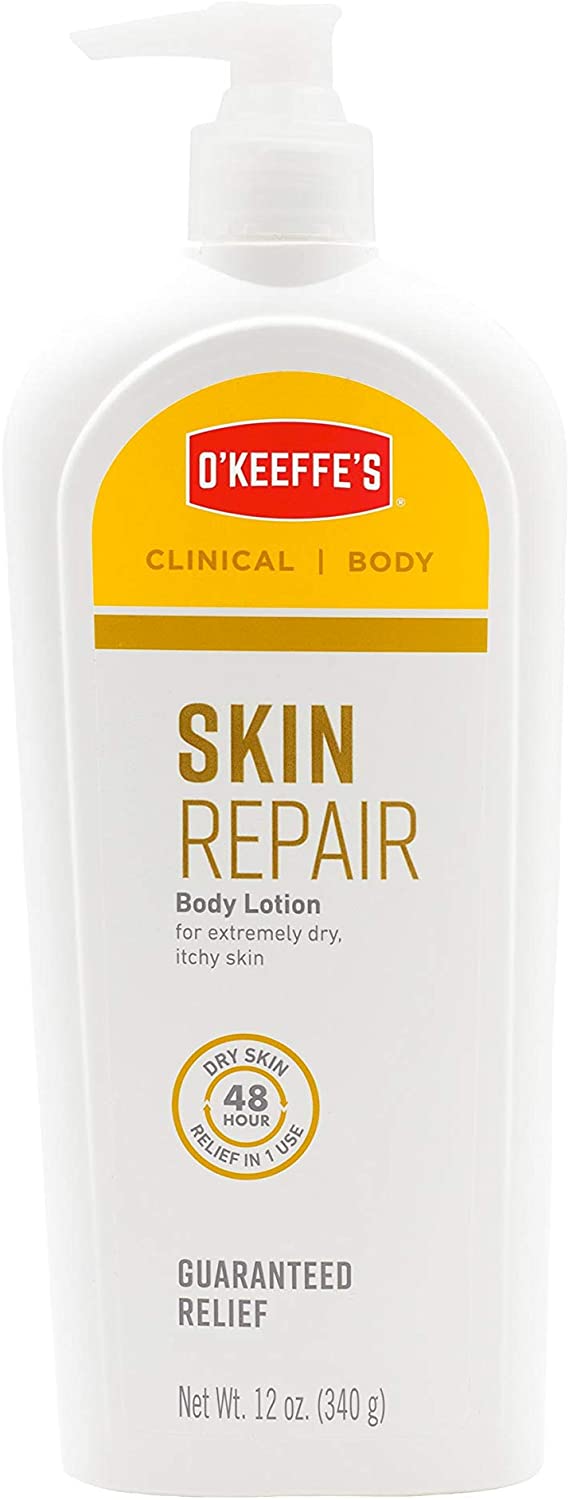 O'KEEFFE'S®
CLINICAL | BODY
SKIN
REPAIR
Body Lotion
for extremely dry,
itchy skin
DRY SKIN
48
HOUR
RELIEF IN 1 USE
GUARANTEED
RELIEF
Net Wt. 12 oz. (340 g)